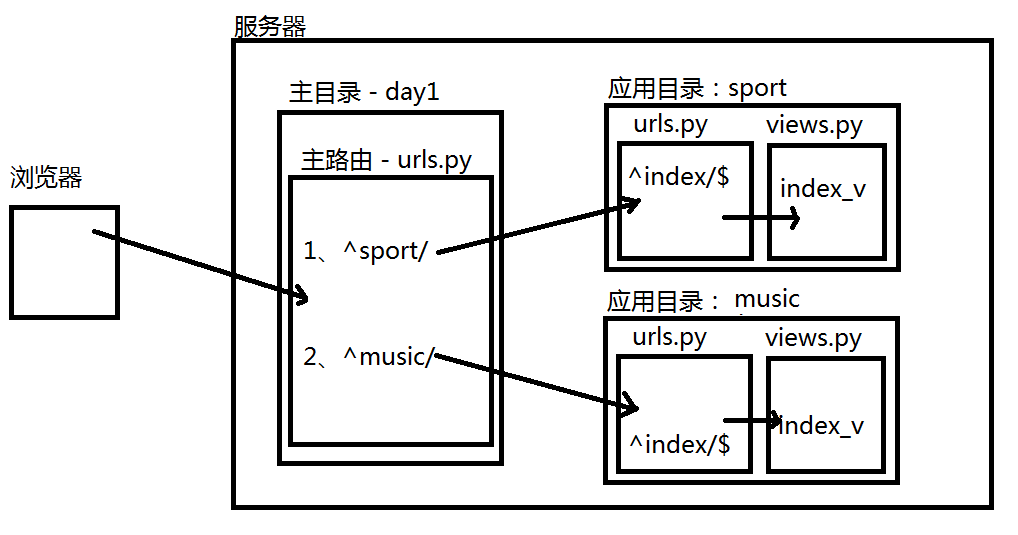 服务器
浏览器
主目录 - day1
主路由 - urls.py
1、^sport/
2、^music/
应用目录：sport
urls.py
views.py
^index/$
index_v
应用目录： music
urls.py
views.py
^index/$
index_v